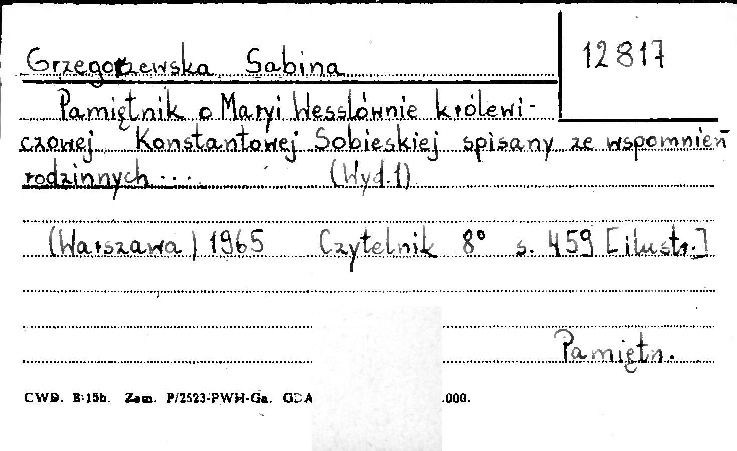 Grzegorzewska Sabina
12817
Pamiętnik o Maryi Wesslównie królewi-
czowej Konstantowej Sobieskiej spisany ze wspomnień
rodzinnych... (Wyd.1)
(Warszawa) 1965 Czytelnik 8° s. 459 [ilustr.]
Pamiętn.
CWD. B:15b. Zam. P/2523-PWH-Ga. GDA .000.